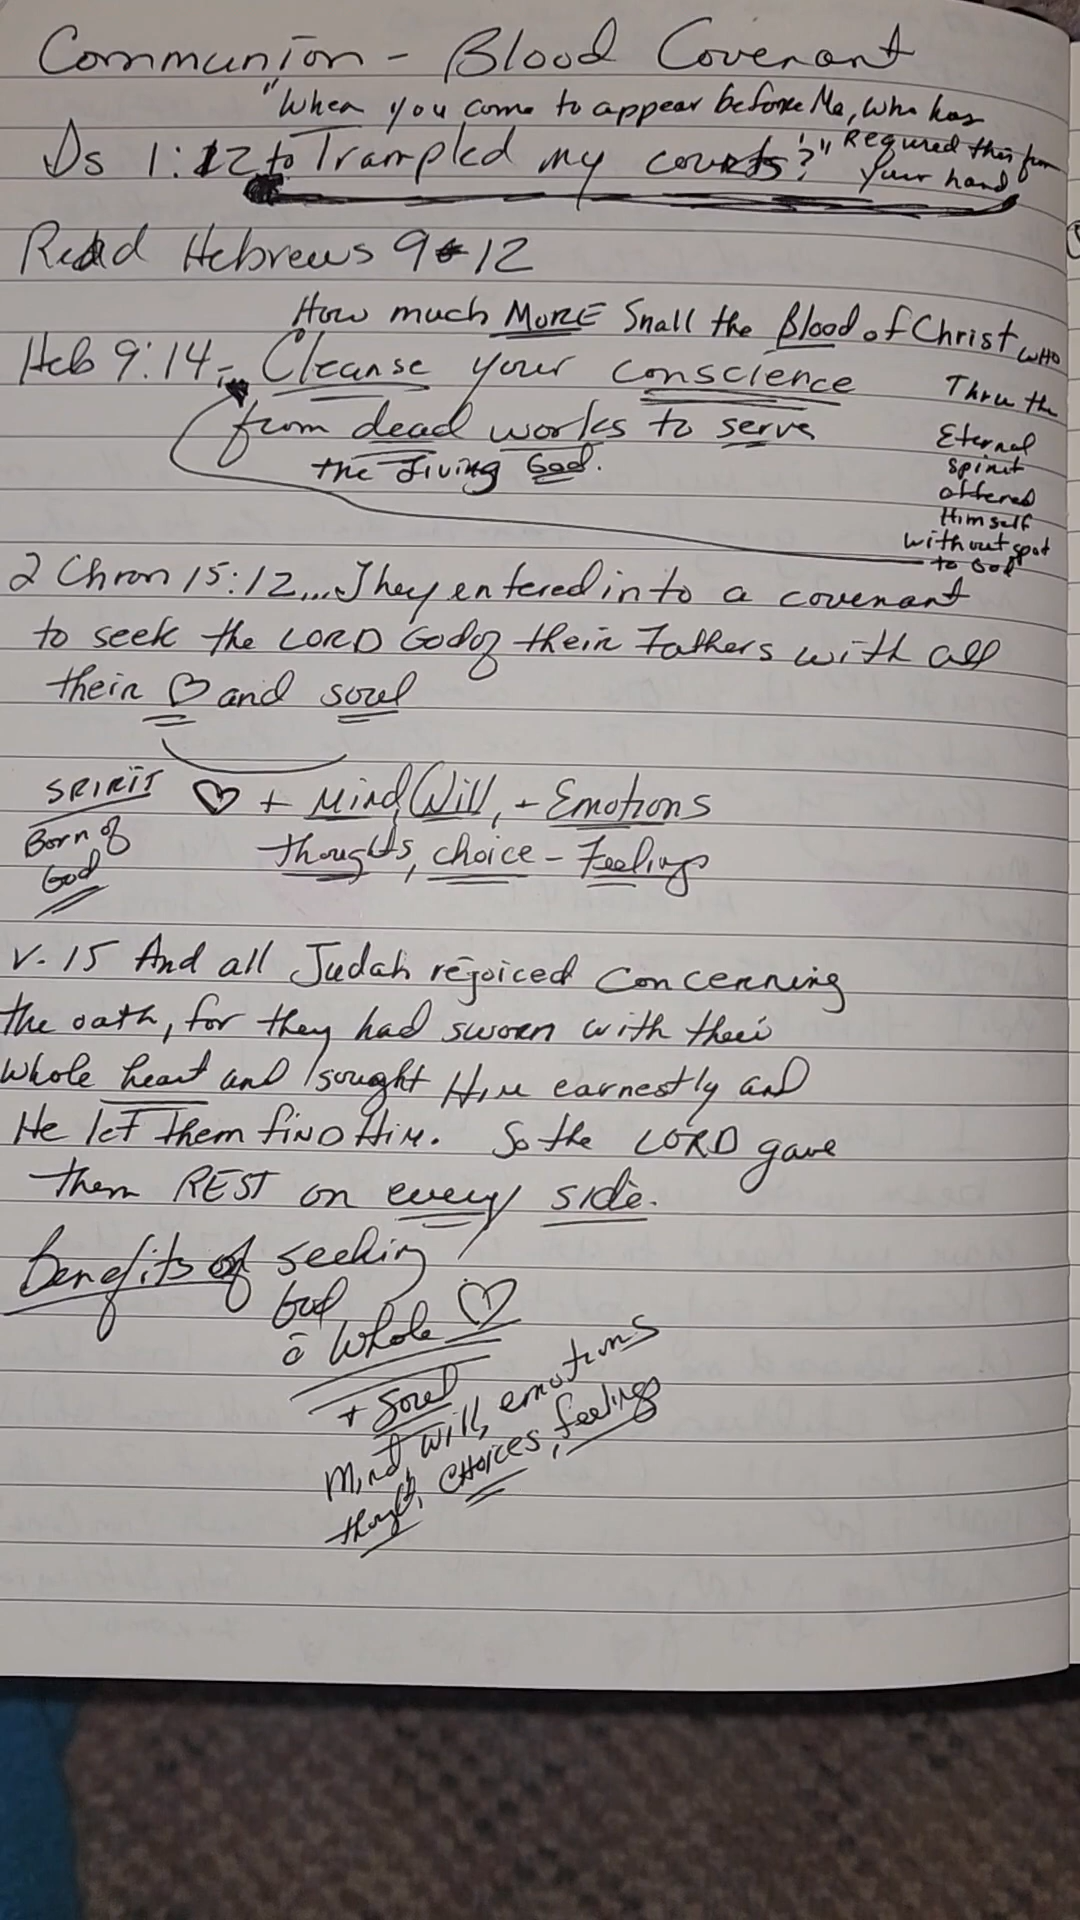 Communion - Blood Covenant
"When you come to appear before Me, who has
Required this from
your hand
Is 1:12 to Trampled my courts?"
Read Hebrews 9 12
How much MORE Shall the Blood of Christ WHO
Thru the
Eternal
spirit
offered
Himself
without spot
to God
Heb 9:14 ... Cleanse your conscience
from dead works to serve
the living God.
2 Chron 15:12 ... They entered into a covenant
to seek the LORD God of their Fathers with all
their ♡ and soul
SPIRIT ♡ + Mind, Will, + Emotions
Born of
God
thoughts, choice - Feelings
v. 15 And all Judah rejoiced concerning
the oath, for they had sworn with their
whole heart and sought Him earnestly and
He let them find Him. So the LORD gave
them REST on every side.
Benefits of seeking
God
c̄ Whole ♡
+ Soul
Mind, will, emotions
thought, CHOICES, feelings